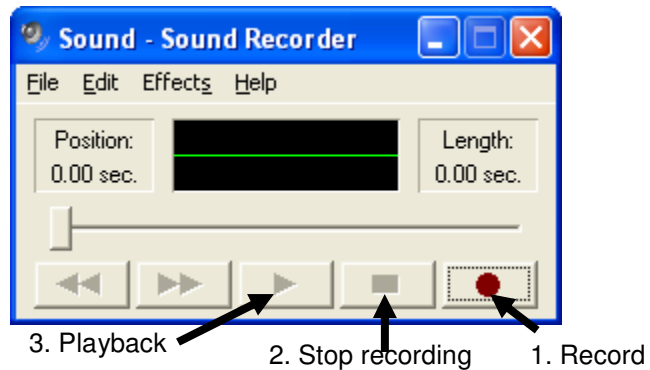 Sound - Sound Recorder
File Edit Effects Help
Position: Length:
0.00 sec. 0.00 sec.
3. Playback 2. Stop recording 1. Record